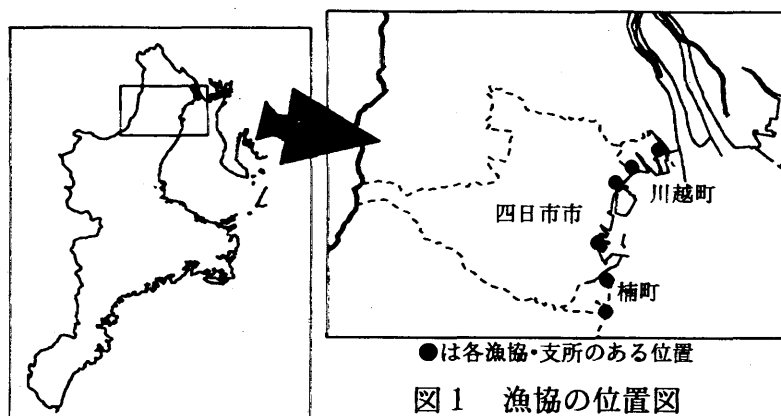 川越町
四日市市
楠町
●は各漁協・支所のある位置
図1 漁協の位置図